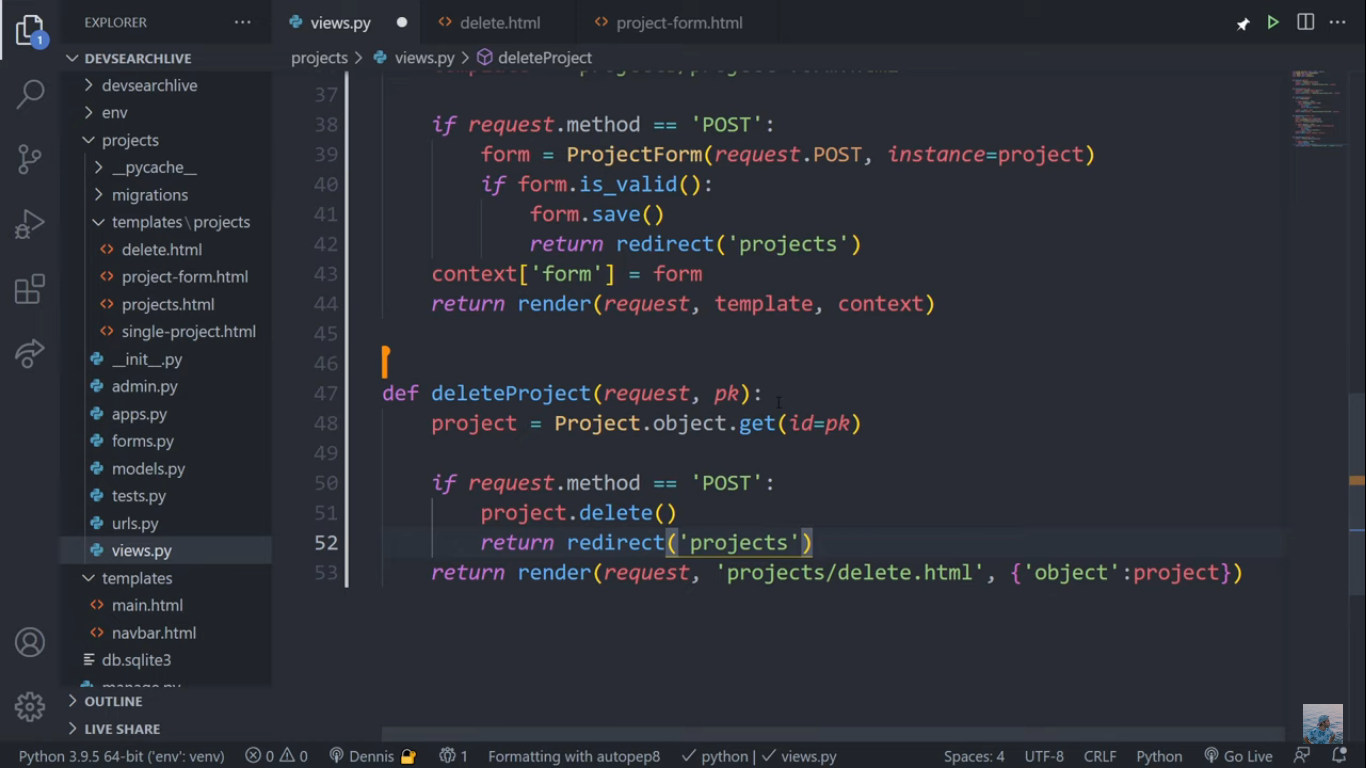 EXPLORER
views.py
delete.html
project-form.html
1
DEVSEARCHLIVE
projects > views.py > deleteProject
devsearchlive
env
projects
__pycache__
migrations
templates\projects
delete.html
project-form.html
projects.html
single-project.html
__init__.py
admin.py
apps.py
forms.py
models.py
tests.py
urls.py
views.py
templates
main.html
navbar.html
db.sqlite3
manage.py
OUTLINE
LIVE SHARE
37
38 if request.method == 'POST':
39 form = ProjectForm(request.POST, instance=project)
40 if form.is_valid():
41 form.save()
42 return redirect('projects')
43 context['form'] = form
44 return render(request, template, context)
45
46
47 def deleteProject(request, pk):
48 project = Project.object.get(id=pk)
49
50 if request.method == 'POST':
51 project.delete()
52 return redirect('projects')
53 return render(request, 'projects/delete.html', {'object':project})
Python 3.9.5 64-bit ('env': venv) 0 0 Dennis 1 Formatting with autopep8 ✓ python | ✓ views.py Spaces: 4 UTF-8 CRLF Python Go Live